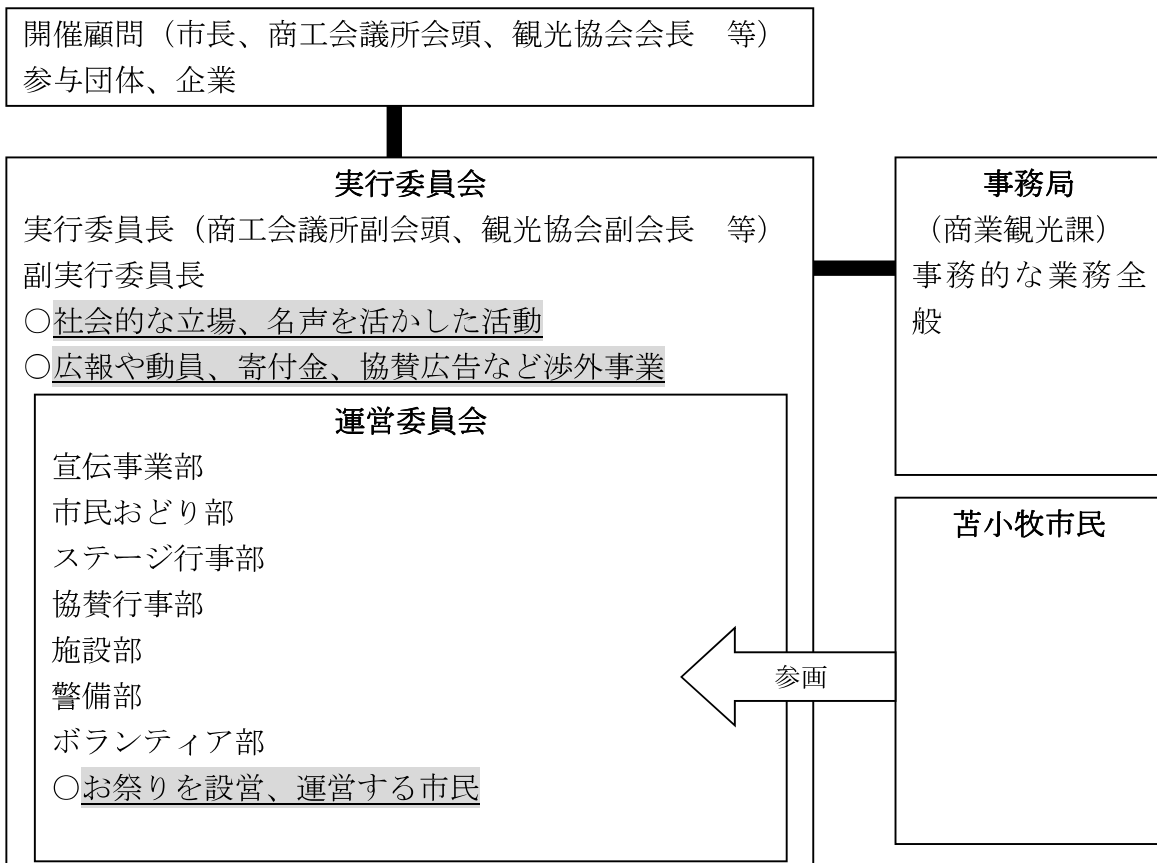 開催顧問（市長、商工会議所会頭、観光協会会長　等）
参与団体、企業
実行委員会
実行委員長（商工会議所副会頭、観光協会副会長　等）
副実行委員長
○社会的な立場、名声を活かした活動
○広報や動員、寄付金、協賛広告など渉外事業
運営委員会
宣伝事業部
市民おどり部
ステージ行事部
協賛行事部
施設部
警備部
ボランティア部
○お祭りを設営、運営する市民
事務局
（商業観光課）
事務的な業務全
般
苫小牧市民
参画